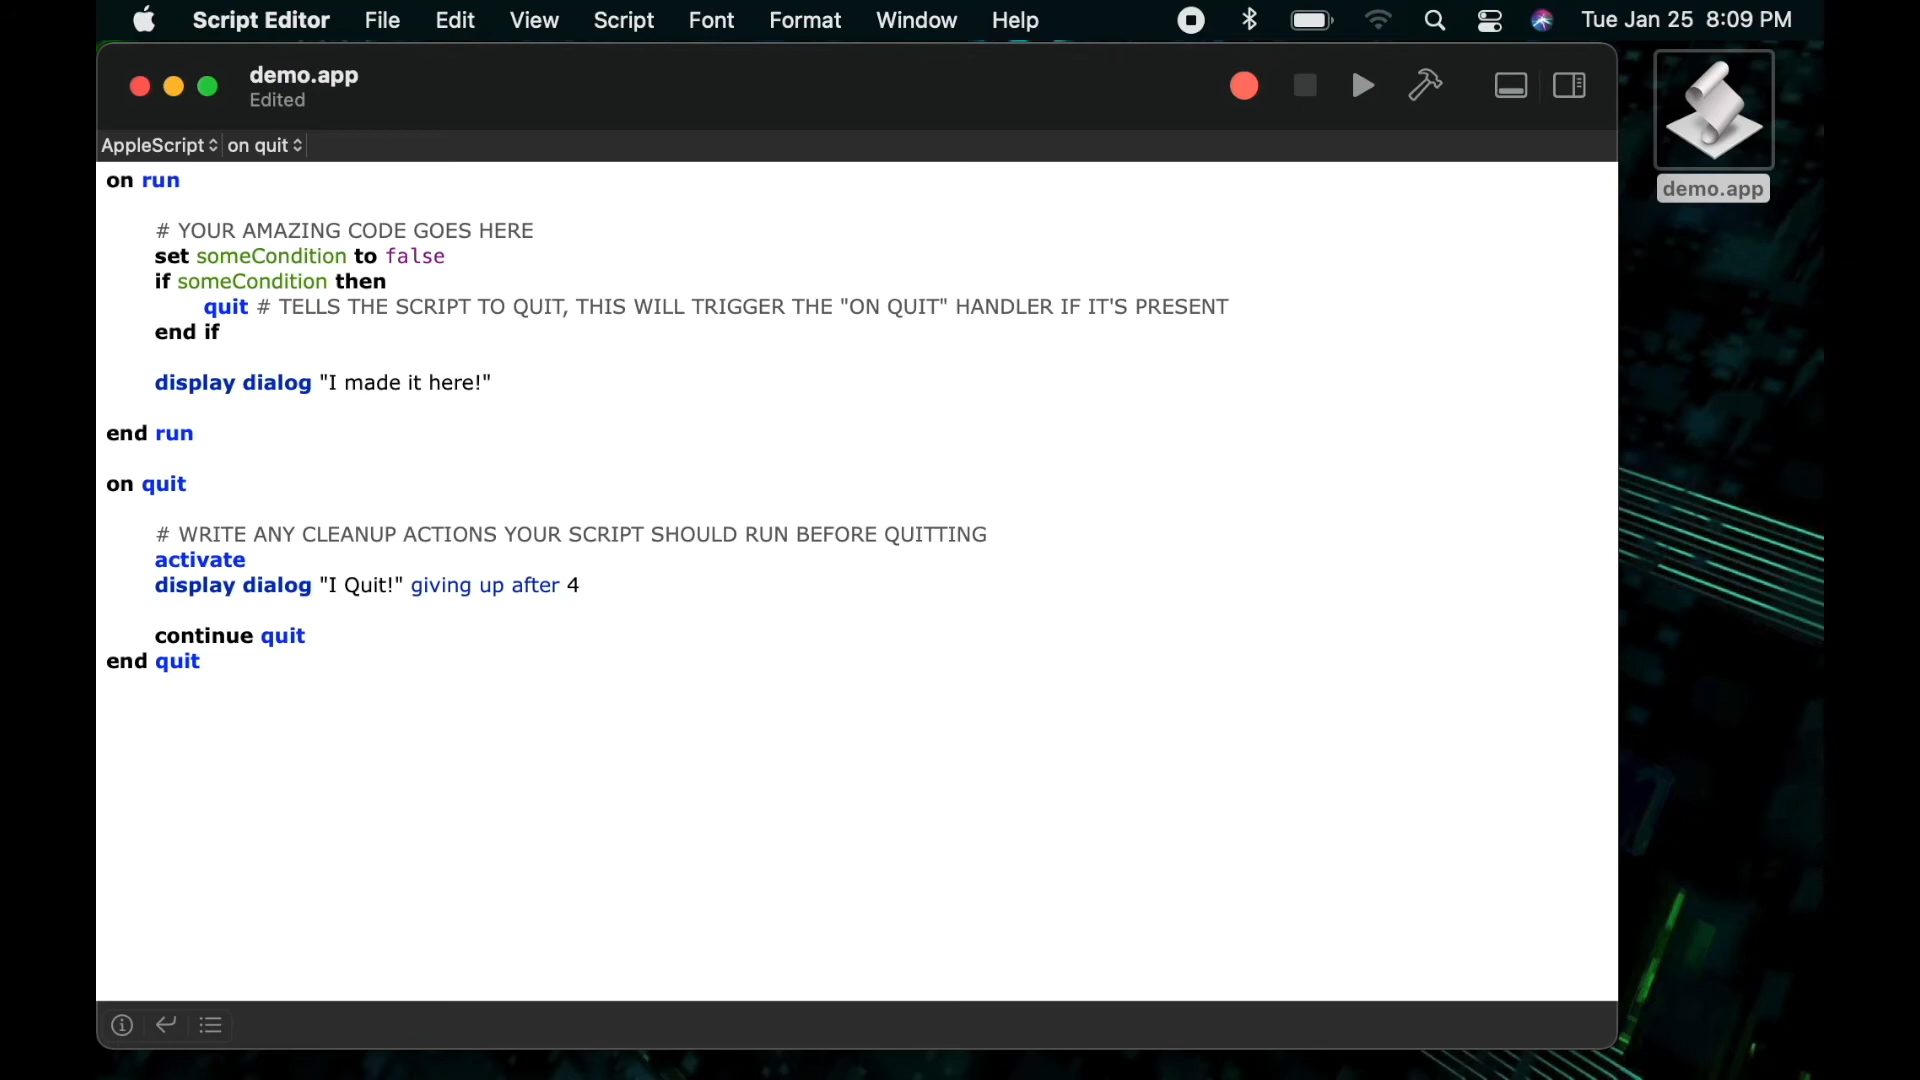 Script Editor File Edit View Script Font Format Window Help Tue Jan 25 8:09 PM
demo.app
Edited
AppleScript on quit
on run
# YOUR AMAZING CODE GOES HERE
set someCondition to false
if someCondition then
quit # TELLS THE SCRIPT TO QUIT, THIS WILL TRIGGER THE "ON QUIT" HANDLER IF IT'S PRESENT
end if
display dialog "I made it here!"
end run
on quit
# WRITE ANY CLEANUP ACTIONS YOUR SCRIPT SHOULD RUN BEFORE QUITTING
activate
display dialog "I Quit!" giving up after 4
continue quit
end quit
demo.app